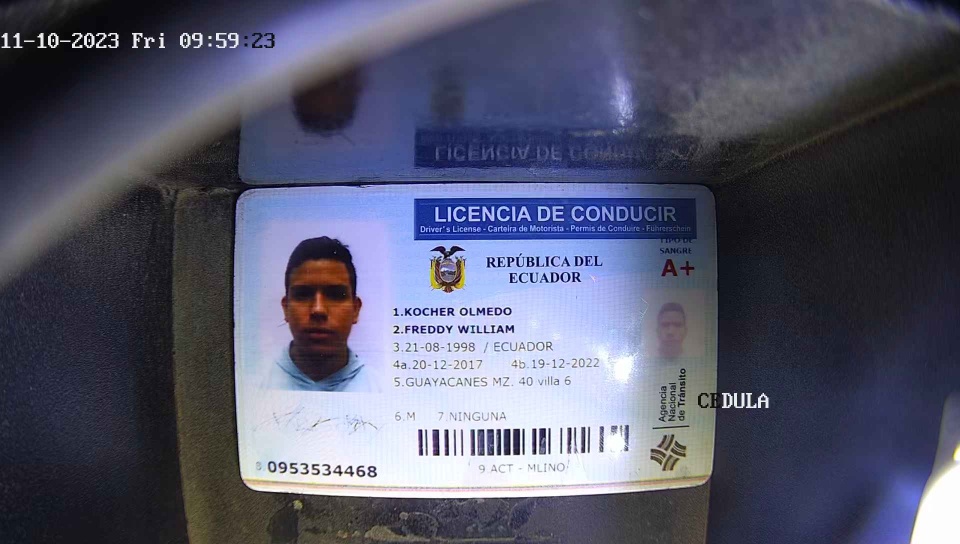 11-10-2023 Fri 09:59:23
LICENCIA DE CONDUCIR
LICENCIA DE CONDUCIR
Driver's License - Carteira de Motorista - Permis de Conduire - Führerschein
TIPO DE
SANGRE
A+
REPÚBLICA DEL
ECUADOR
1.KOCHER OLMEDO
2.FREDDY WILLIAM
3.21-08-1998 / ECUADOR
4a.20-12-2017 4b.19-12-2022
5.GUAYACANES MZ. 40 villa 6
Agencia
Nacional
de Tránsito
CEDULA
6.M 7.NINGUNA
8 0953534468
9.ACT - MLINO